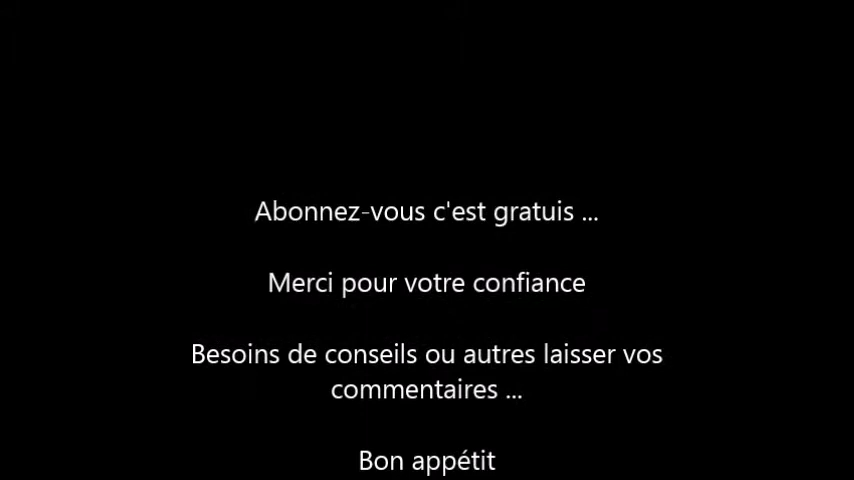 Abonnez-vous c'est gratuis ...
Merci pour votre confiance
Besoins de conseils ou autres laisser vos
commentaires ...
Bon appétit